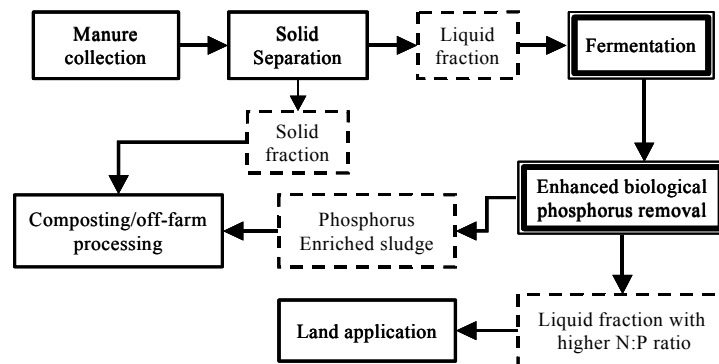 Manure
collection
Solid
Separation
Liquid
fraction
Fermentation
Solid
fraction
Enhanced biological
phosphorus removal
Composting/off-farm
processing
Phosphorus
Enriched sludge
Land application
Liquid fraction with
higher N:P ratio